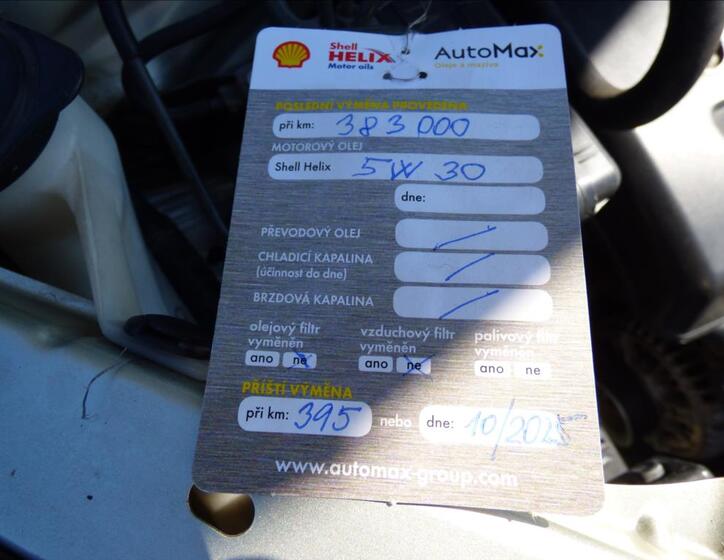 Shell
HELIX
Motor oils
AutoMax
Oleje a maziva
POSLEDNÍ VÝMĚNA PROVEDENA
při km: 383 000
MOTOROVÝ OLEJ
Shell Helix 5W 30
dne:
PŘEVODOVÝ OLEJ
CHLADICÍ KAPALINA
(účinnost do dne)
BRZDOVÁ KAPALINA
olejový filtr vyměněn
ano ne
vzduchový filtr vyměněn
ano ne
palivový filtr vyměněn
ano ne
PŘÍŠTÍ VÝMĚNA
při km: 395 nebo dne: 10/2025
www.automax-group.com